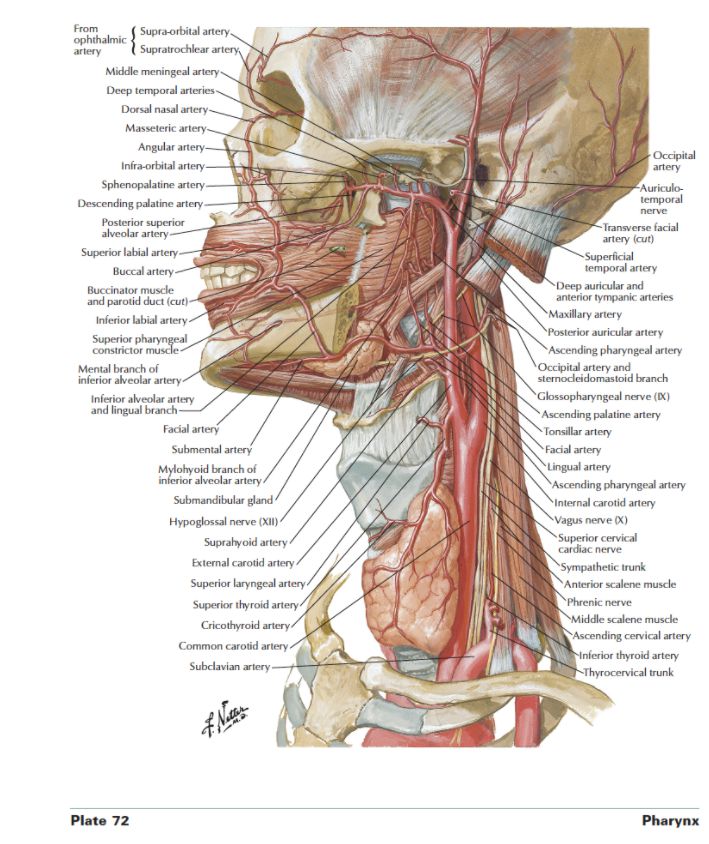 From
ophthalmic
artery
Supra-orbital artery
Supratrochlear artery
Middle meningeal artery
Deep temporal arteries
Dorsal nasal artery
Masseteric artery
Angular artery
Infra-orbital artery
Sphenopalatine artery
Descending palatine artery
Posterior superior
alveolar artery
Superior labial artery
Buccal artery
Buccinator muscle
and parotid duct (cut)
Inferior labial artery
Superior pharyngeal
constrictor muscle
Mental branch of
inferior alveolar artery
Inferior alveolar artery
and lingual branch
Facial artery
Submental artery
Mylohyoid branch of
inferior alveolar artery
Submandibular gland
Hypoglossal nerve (XII)
Suprahyoid artery
External carotid artery
Superior laryngeal artery
Superior thyroid artery
Cricothyroid artery
Common carotid artery
Subclavian artery
Occipital
artery
Auriculo-
temporal
nerve
Transverse facial
artery (cut)
Superficial
temporal artery
Deep auricular and
anterior tympanic arteries
Maxillary artery
Posterior auricular artery
Ascending pharyngeal artery
Occipital artery and
sternocleidomastoid branch
Glossopharyngeal nerve (IX)
Ascending palatine artery
Tonsillar artery
Facial artery
Lingual artery
Ascending pharyngeal artery
Internal carotid artery
Vagus nerve (X)
Superior cervical
cardiac nerve
Sympathetic trunk
Anterior scalene muscle
Phrenic nerve
Middle scalene muscle
Ascending cervical artery
Inferior thyroid artery
Thyrocervical trunk
F. Netter
M.D.
Plate 72
Pharynx